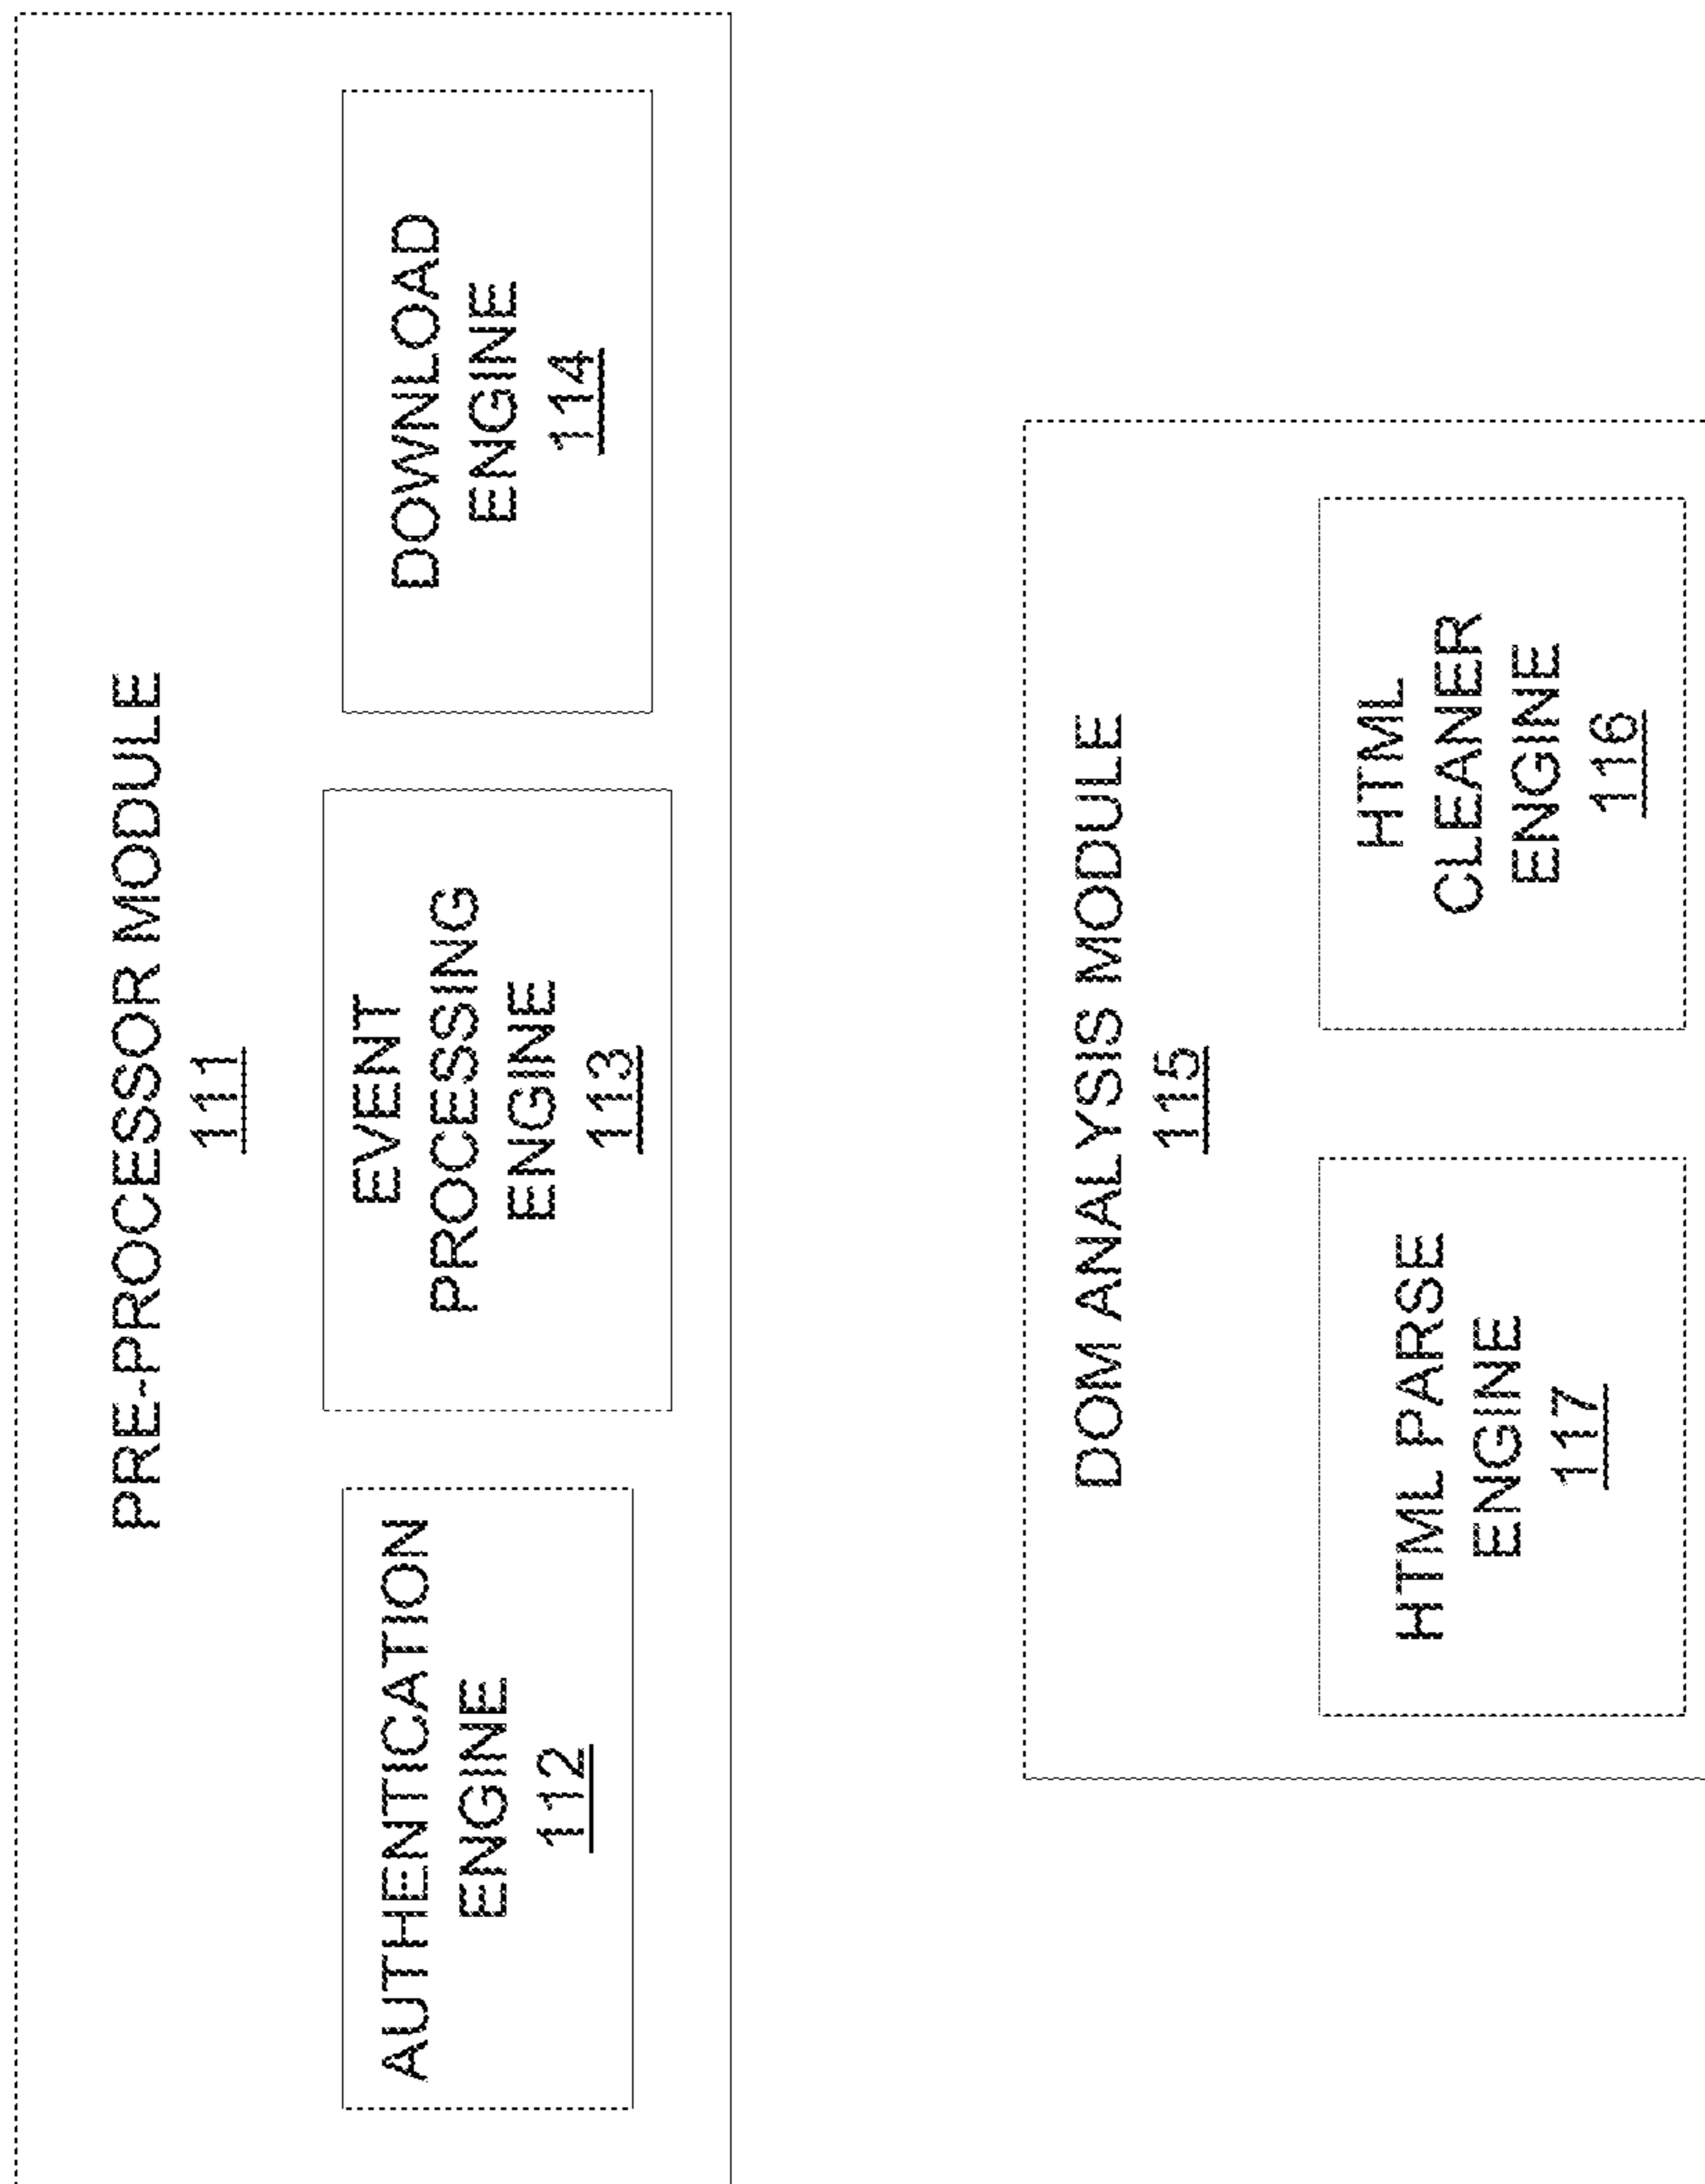 PRE-PROCESSOR MODULE
111
AUTHENTICATION
ENGINE
112
EVENT
PROCESSING
ENGINE
113
DOWNLOAD
ENGINE
114
DOM ANALYSIS MODULE
115
HTML PARSE
ENGINE
117
HTML
CLEANER
ENGINE
116